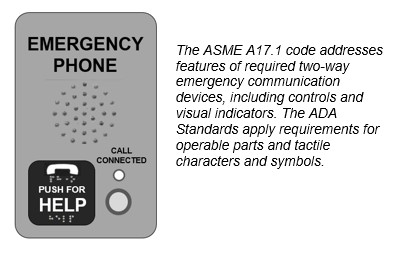 EMERGENCY
PHONE
CALL
CONNECTED
PUSH FOR
HELP
The ASME A17.1 code addresses
features of required two-way
emergency communication
devices, including controls and
visual indicators. The ADA
Standards apply requirements for
operable parts and tactile
characters and symbols.